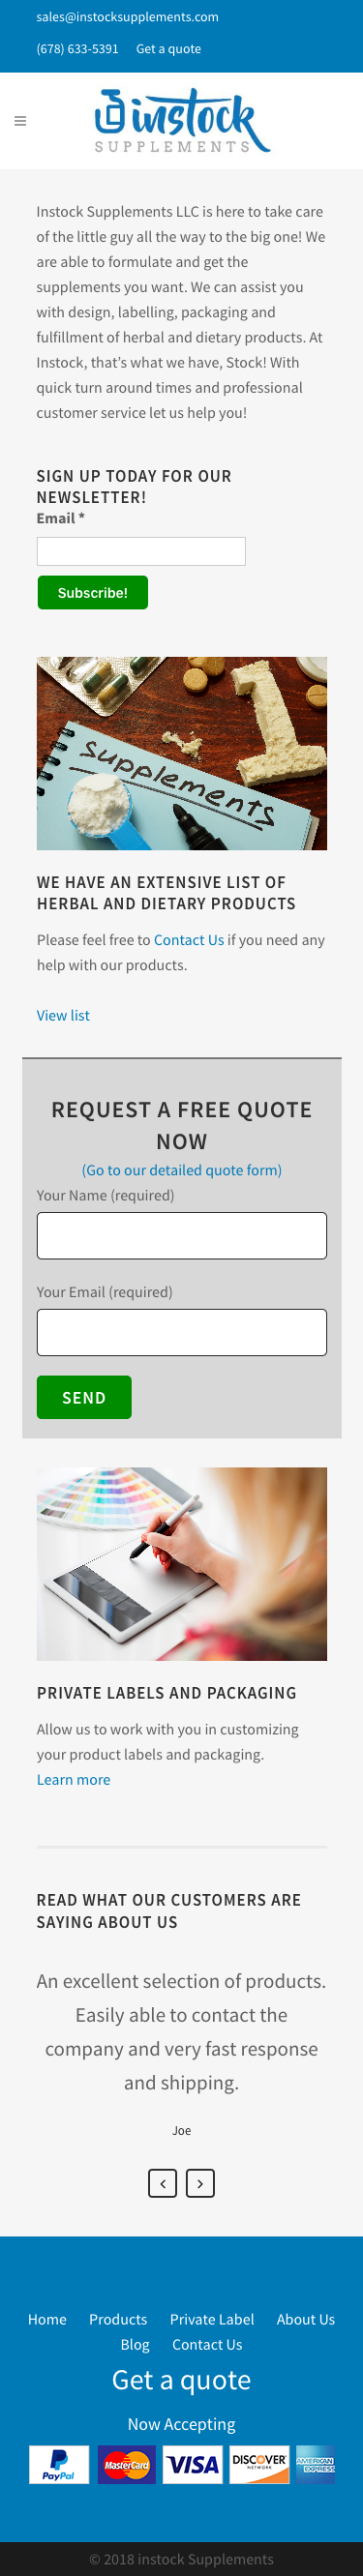 sales@instocksupplements.com
(678) 633-5391 Get a quote
instock
SUPPLEMENTS
Instock Supplements LLC is here to take care
of the little guy all the way to the big one! We
are able to formulate and get the
supplements you want. We can assist you
with design, labelling, packaging and
fulfillment of herbal and dietary products. At
Instock, that’s what we have, Stock! With
quick turn around times and professional
customer service let us help you!
SIGN UP TODAY FOR OUR
NEWSLETTER!
Email *
Subscribe!
Supplements
WE HAVE AN EXTENSIVE LIST OF
HERBAL AND DIETARY PRODUCTS
Please feel free to Contact Us if you need any
help with our products.
View list
REQUEST A FREE QUOTE
NOW
(Go to our detailed quote form)
Your Name (required)
Your Email (required)
SEND
PRIVATE LABELS AND PACKAGING
Allow us to work with you in customizing
your product labels and packaging.
Learn more
READ WHAT OUR CUSTOMERS ARE
SAYING ABOUT US
An excellent selection of products.
Easily able to contact the
company and very fast response
and shipping.
Joe
Home Products Private Label About Us
Blog Contact Us
Get a quote
Now Accepting
PayPal MasterCard VISA DISCOVER NETWORK AMERICAN EXPRESS
© 2018 instock Supplements